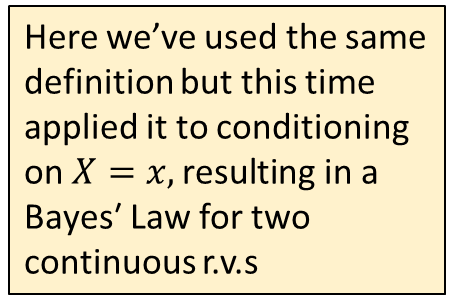 Here we've used the same
definition but this time
applied it to conditioning
on X = x, resulting in a
Bayes' Law for two
continuous r.v.s